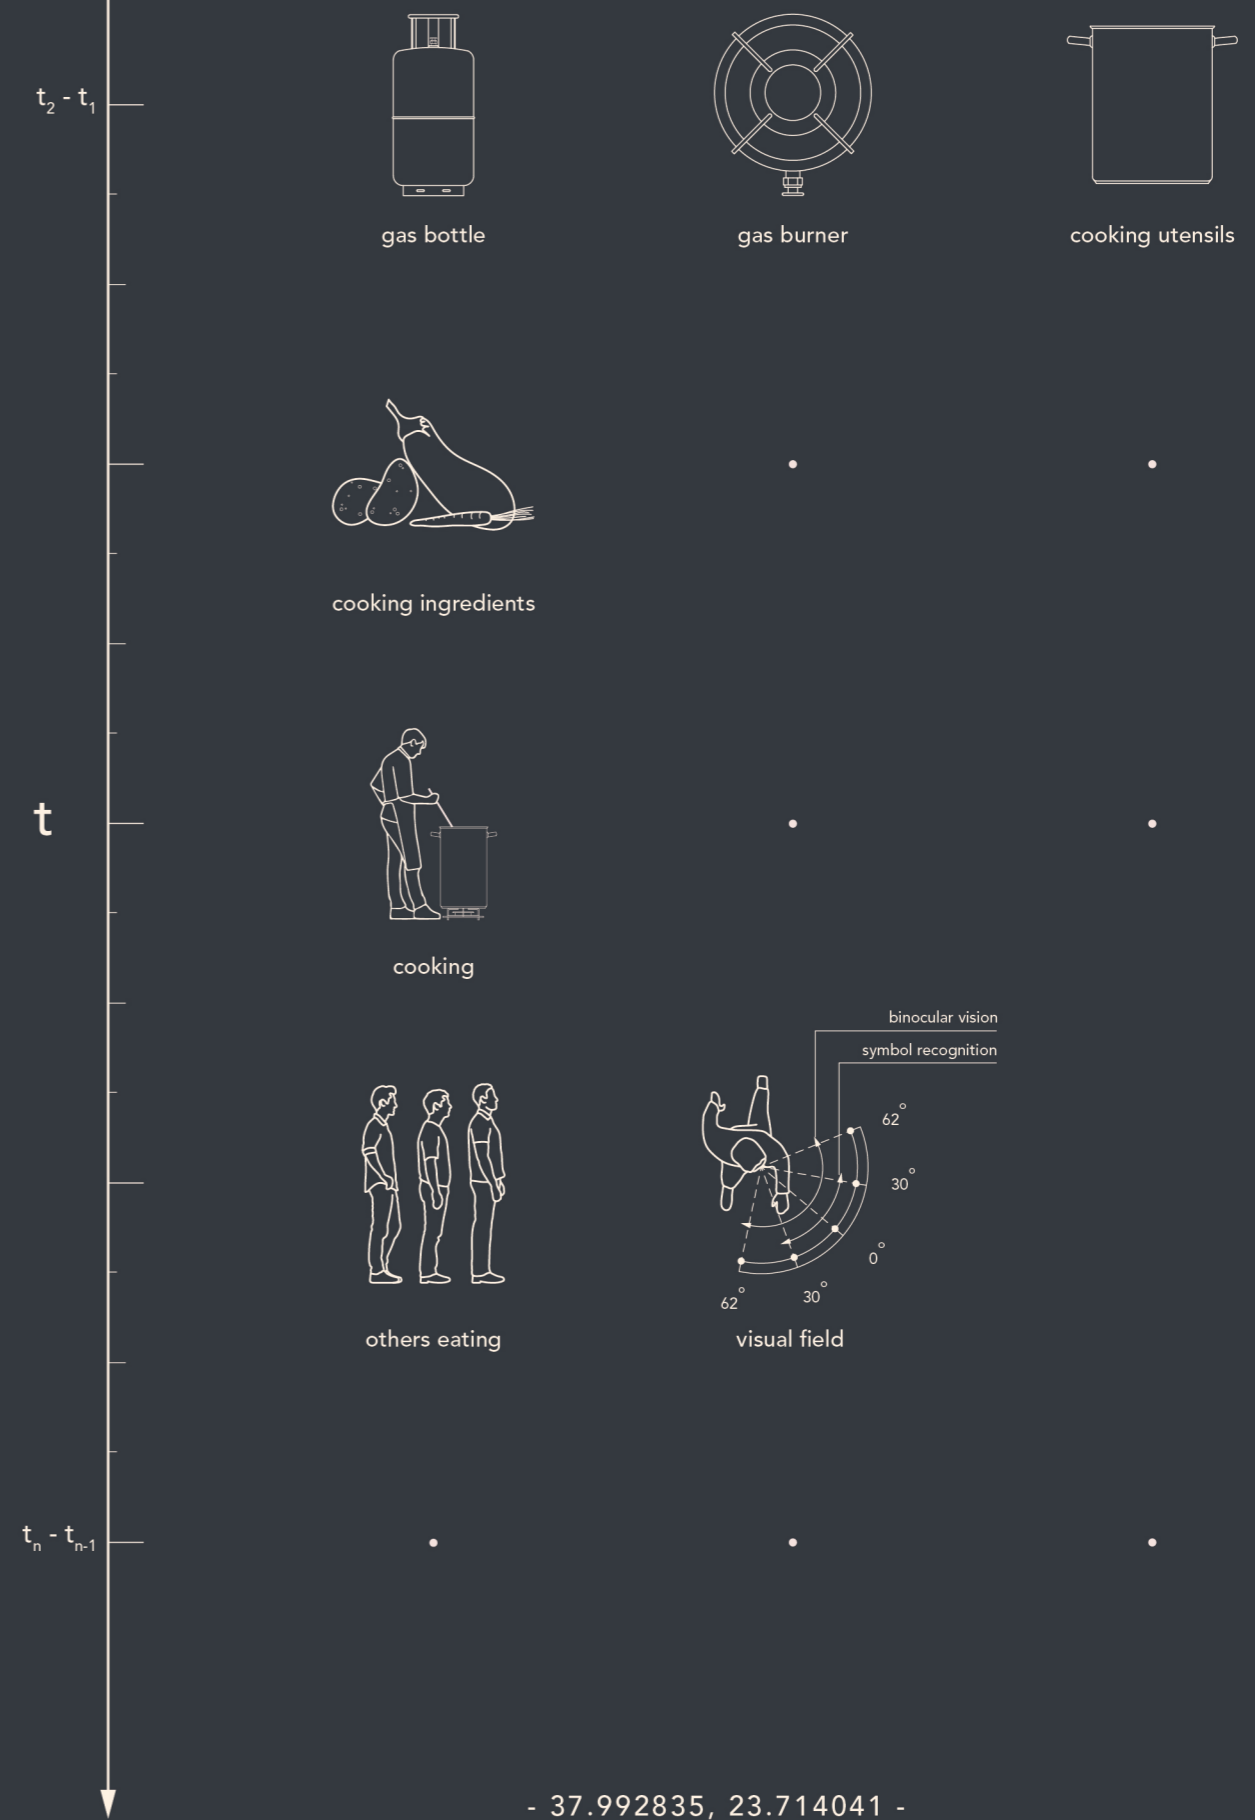 t2 - t1
gas bottle
gas burner
cooking utensils
cooking ingredients
t
cooking
binocular vision
symbol recognition
62°
30°
0°
30°
62°
others eating
visual field
tn - tn-1
- 37.992835, 23.714041 -